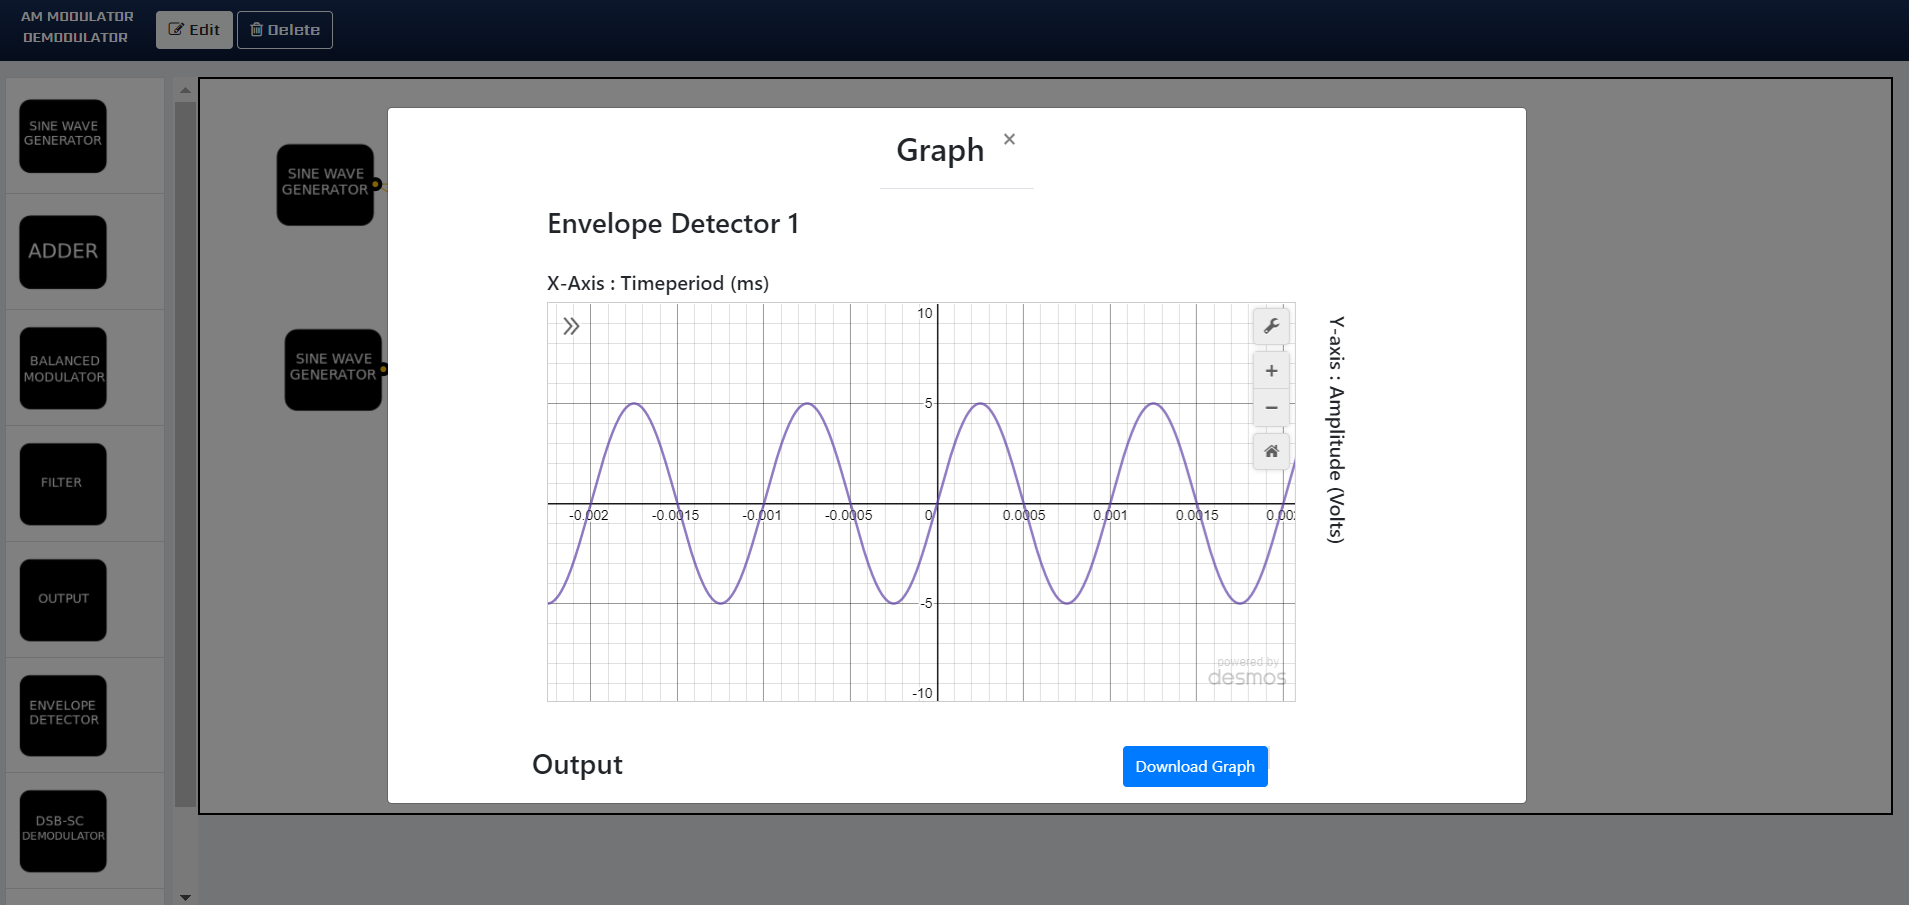 AM MODULATOR
DEMODULATOR
Edit
Delete
SINE WAVE
GENERATOR
ADDER
BALANCED
MODULATOR
FILTER
OUTPUT
ENVELOPE
DETECTOR
DSB-SC
DEMODULATOR
SINE WAVE
GENERATOR
SINE WAVE
GENERATOR
Graph ×
Envelope Detector 1
X-Axis : Timeperiod (ms)
10
5
-0.002 -0.0015 -0.001 -0.0005 0 0.0005 0.001 0.0015 0.002
-5
-10
Y-axis : Amplitude (Volts)
powered by
desmos
Output
Download Graph